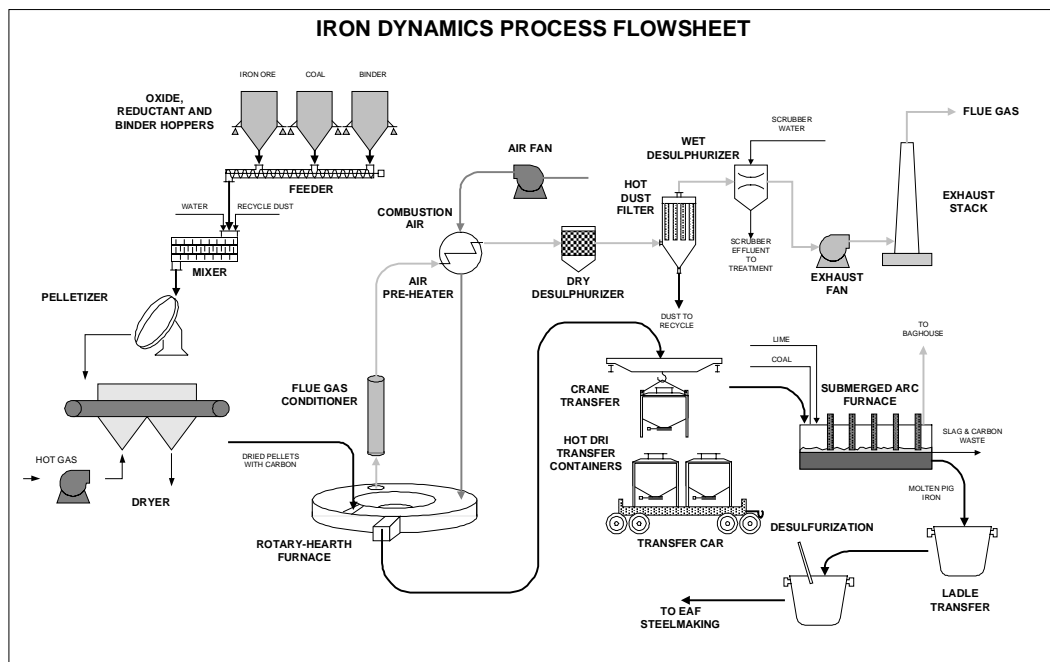 IRON DYNAMICS PROCESS FLOWSHEET
IRON ORE
COAL
BINDER
OXIDE,
REDUCTANT AND
BINDER HOPPERS
FEEDER
WATER
RECYCLE DUST
MIXER
PELLETIZER
HOT GAS
DRYER
DRIED PELLETS
WITH CARBON
FLUE GAS
CONDITIONER
ROTARY-HEARTH
FURNACE
AIR FAN
COMBUSTION
AIR
AIR
PRE-HEATER
DRY
DESULPHURIZER
HOT
DUST
FILTER
DUST TO
RECYCLE
WET
DESULPHURIZER
SCRUBBER
WATER
SCRUBBER
EFFLUENT
TO
TREATMENT
EXHAUST
FAN
FLUE GAS
EXHAUST
STACK
CRANE
TRANSFER
HOT DRI
TRANSFER
CONTAINERS
TRANSFER CAR
LIME
COAL
TO
BAGHOUSE
SUBMERGED ARC
FURNACE
SLAG & CARBON
WASTE
MOLTEN PIG
IRON
DESULFURIZATION
LADLE
TRANSFER
TO EAF
STEELMAKING